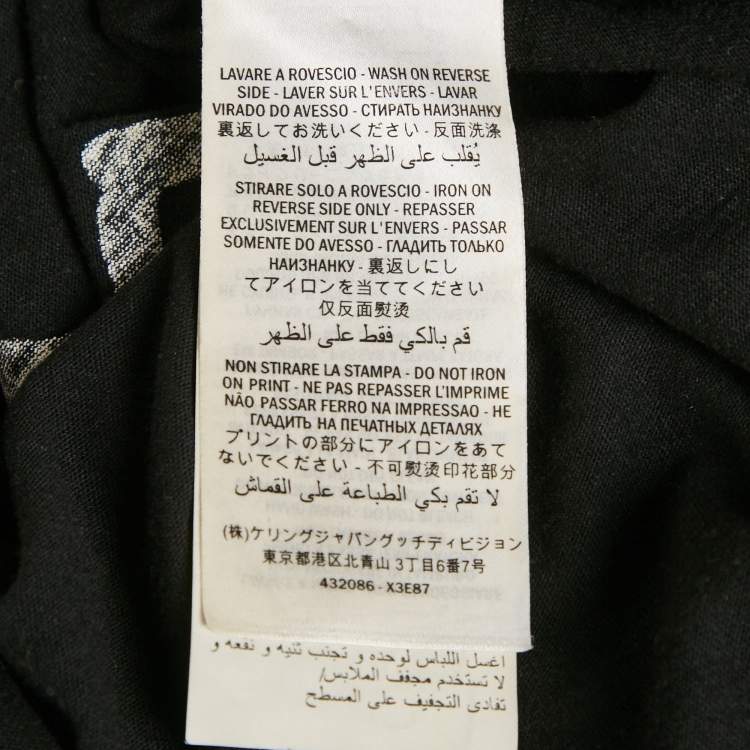 LAVARE A ROVESCIO - WASH ON REVERSE
SIDE - LAVER SUR L'ENVERS - LAVAR
VIRADO DO AVESSO - СТИРАТЬ НАИЗНАНКУ
裏返してお洗いください - 反面洗涤
يُقلب على الظهر قبل الغسيل
STIRARE SOLO A ROVESCIO - IRON ON
REVERSE SIDE ONLY - REPASSER
EXCLUSIVEMENT SUR L'ENVERS - PASSAR
SOMENTE DO AVESSO - ГЛАДИТЬ ТОЛЬКО
НАИЗНАНКУ - 裏返しにし
てアイロンを当ててください
仅反面熨烫
قم بالكي فقط على الظهر
NON STIRARE LA STAMPA - DO NOT IRON
ON PRINT - NE PAS REPASSER L'IMPRIME
NÃO PASSAR FERRO NA IMPRESSAO - НЕ
ГЛАДИТЬ НА ПЕЧАТНЫХ ДЕТАЛЯХ
プリントの部分にアイロンをあて
ないでください - 不可熨烫印花部分
لا تقم بكي الطباعة على القماش
(株)ケリングジャパングッチディビジョン
東京都港区北青山 3丁目6番7号
432086 - X3E87
اغسل اللباس لوحده و تجنب ثنيه و نقعه و
لا تستخدم مجفف الملابس/
تفادى التجفيف على المسطح